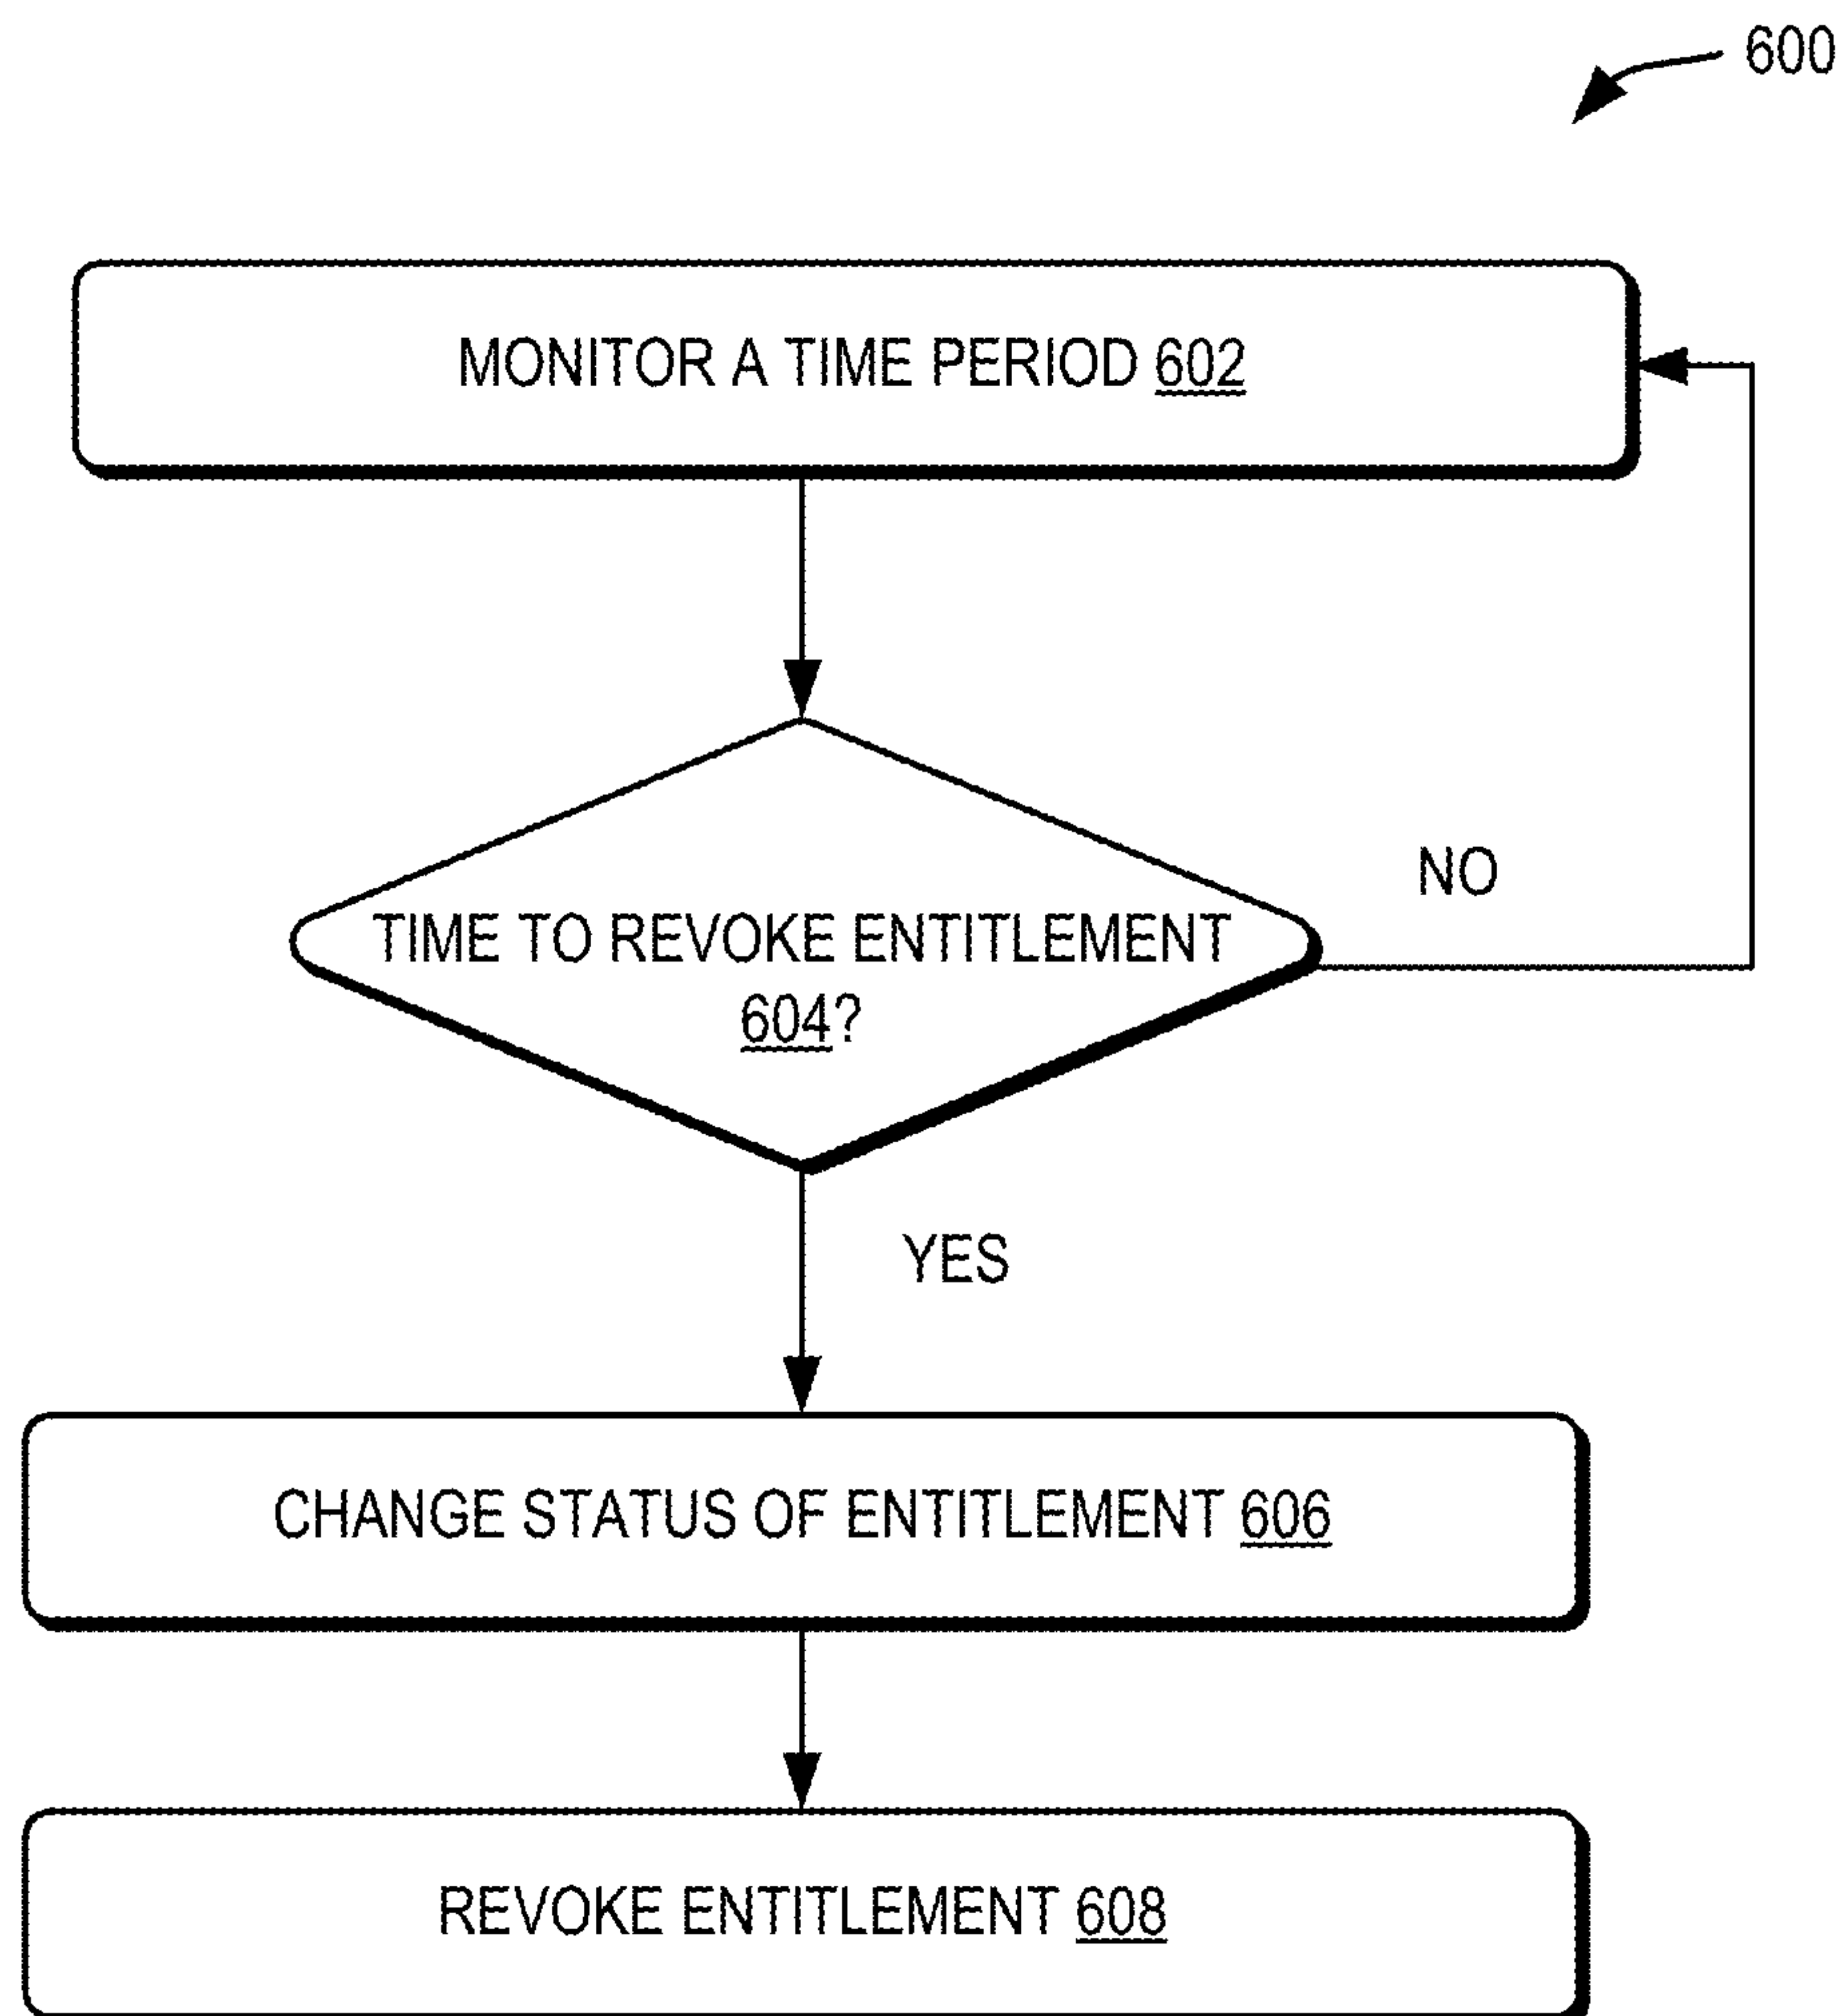 600
MONITOR A TIME PERIOD 602
TIME TO REVOKE ENTITLEMENT
604?
NO
YES
CHANGE STATUS OF ENTITLEMENT 606
REVOKE ENTITLEMENT 608